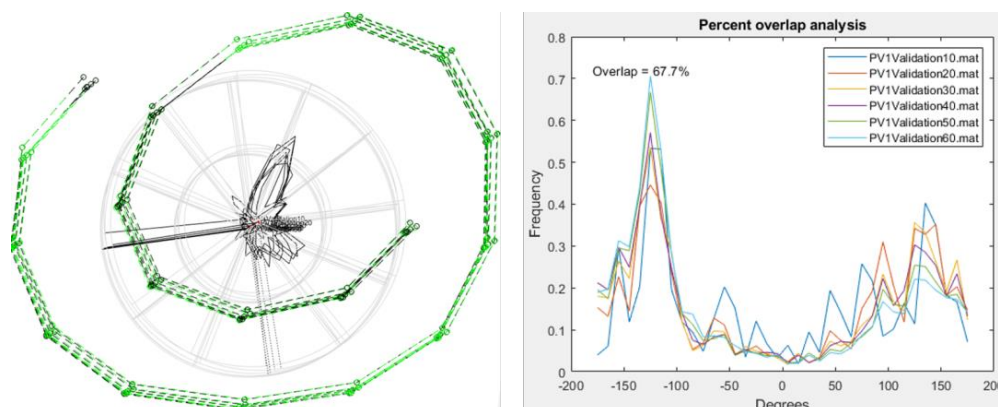 Percent overlap analysis
0.8
0.7
0.6
0.5
0.4
0.3
0.2
0.1
0
Frequency
Overlap = 67.7%
PV1Validation10.mat
PV1Validation20.mat
PV1Validation30.mat
PV1Validation40.mat
PV1Validation50.mat
PV1Validation60.mat
-200 -150 -100 -50 0 50 100 150 200
Degrees